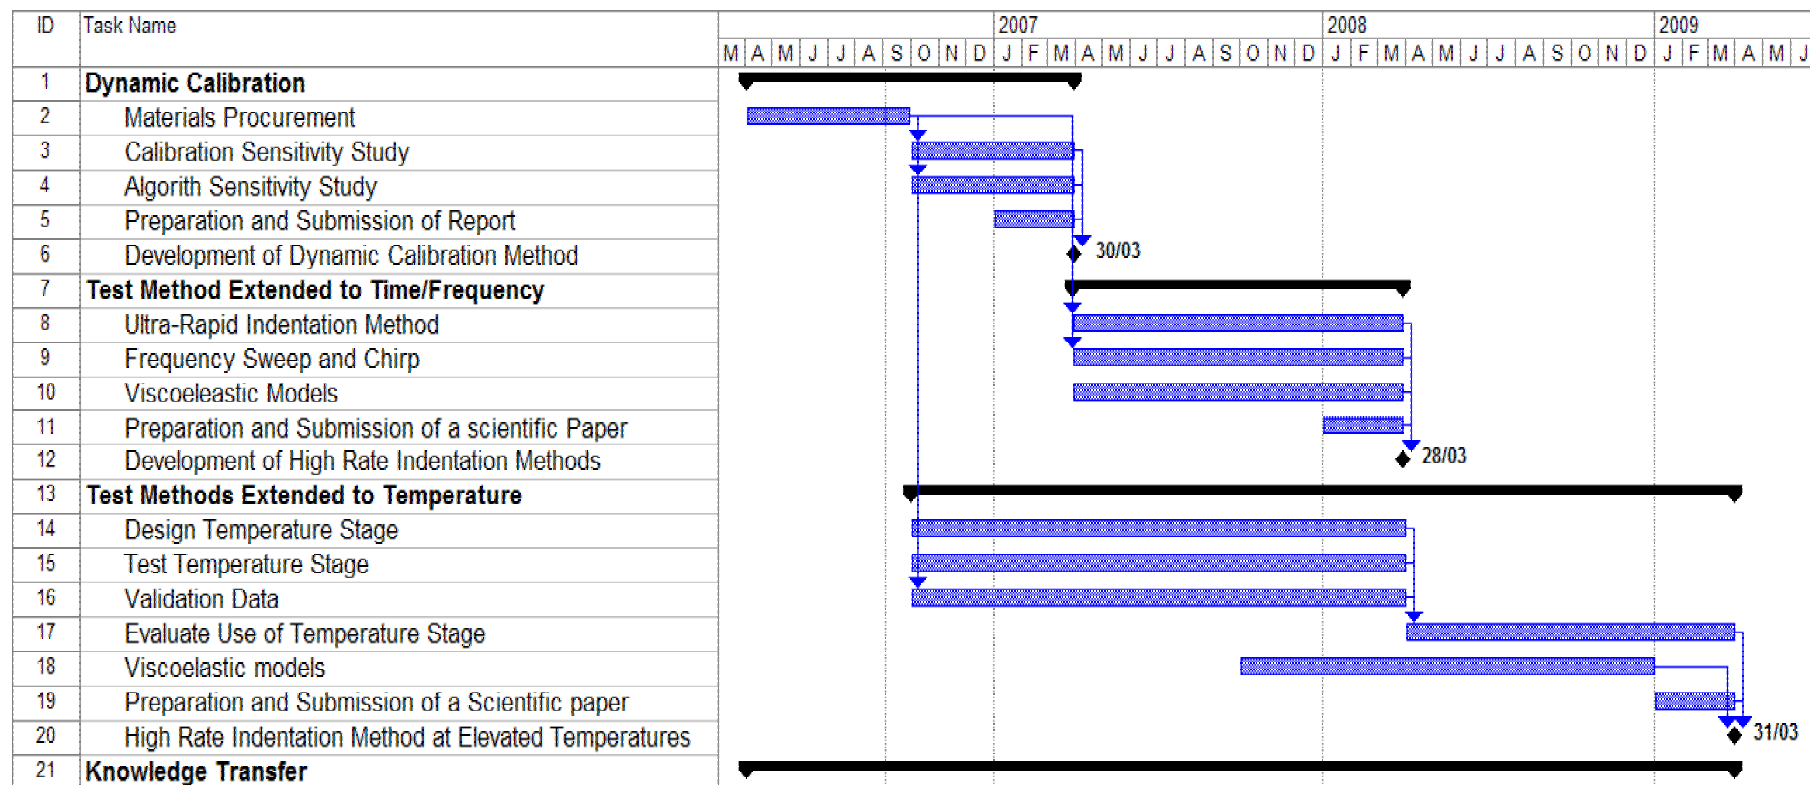 ID Task Name 2007 2008 2009
M A M J J A S O N D J F M A M J J A S O N D J F M A M J J A S O N D J F M A M J
1 Dynamic Calibration
2 Materials Procurement
3 Calibration Sensitivity Study
4 Algorith Sensitivity Study
5 Preparation and Submission of Report
6 Development of Dynamic Calibration Method 30/03
7 Test Method Extended to Time/Frequency
8 Ultra-Rapid Indentation Method
9 Frequency Sweep and Chirp
10 Viscoeleastic Models
11 Preparation and Submission of a scientific Paper
12 Development of High Rate Indentation Methods 28/03
13 Test Methods Extended to Temperature
14 Design Temperature Stage
15 Test Temperature Stage
16 Validation Data
17 Evaluate Use of Temperature Stage
18 Viscoelastic models
19 Preparation and Submission of a Scientific paper
20 High Rate Indentation Method at Elevated Temperatures 31/03
21 Knowledge Transfer